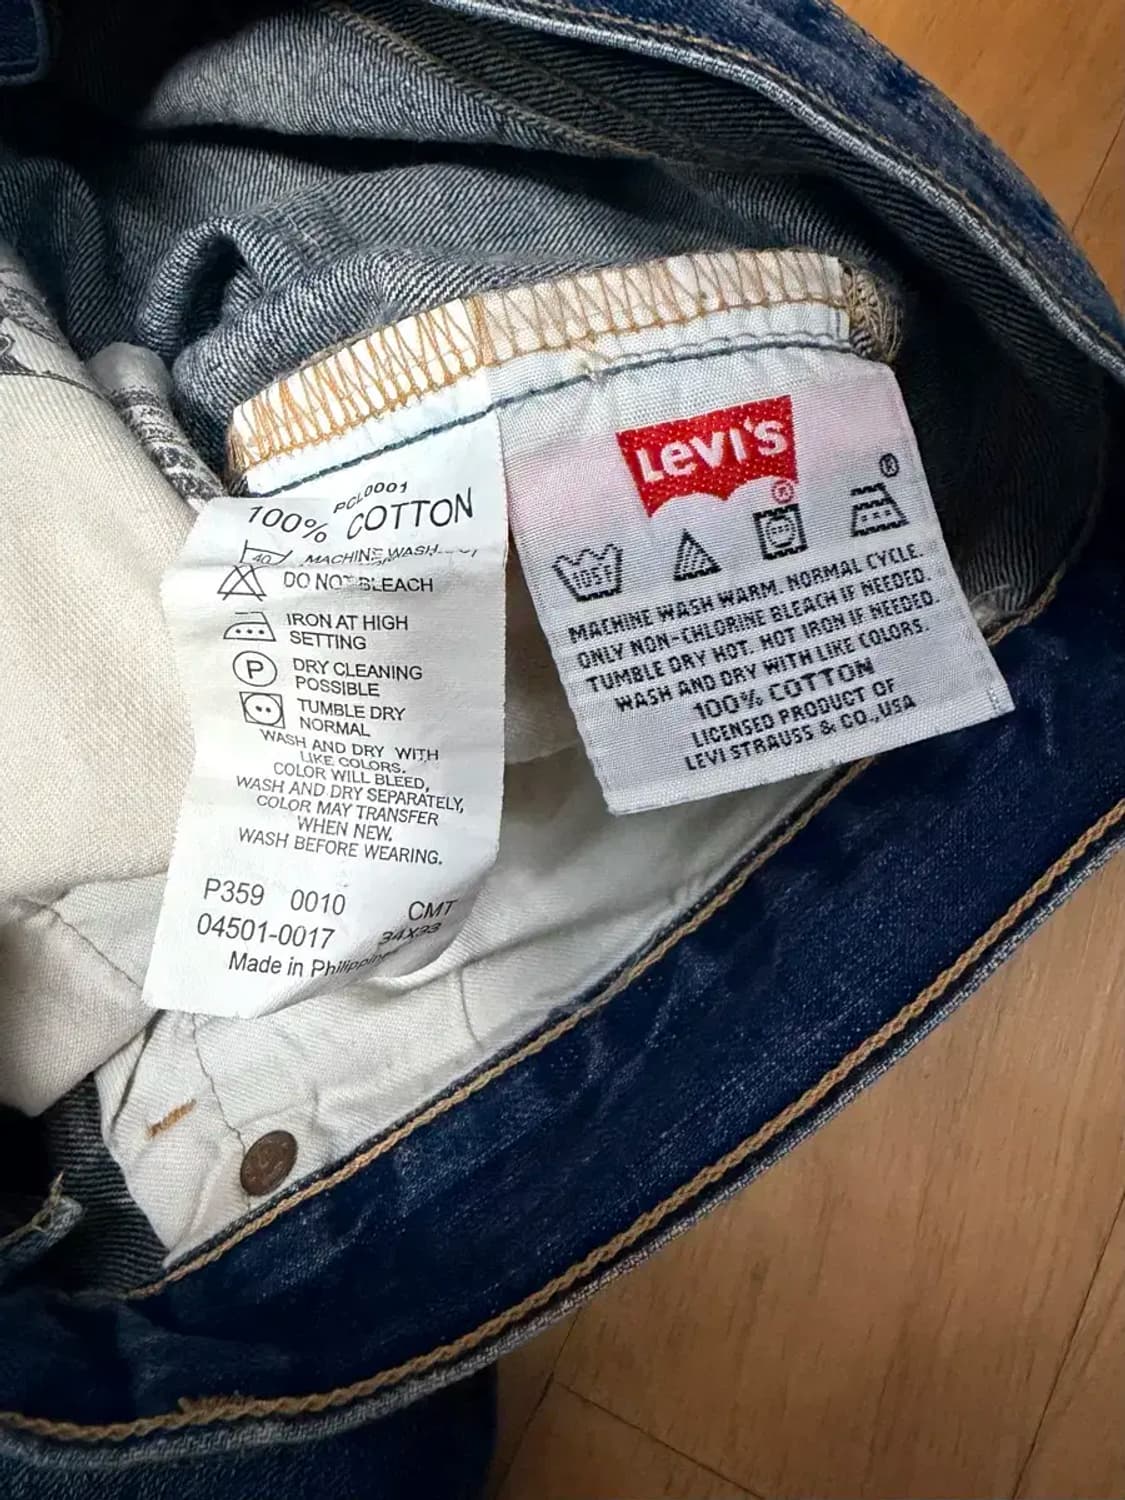 PCL0001
100% COTTON
40 MACHINE WASH
DO NOT BLEACH
IRON AT HIGH
SETTING
P DRY CLEANING
POSSIBLE
TUMBLE DRY
NORMAL
WASH AND DRY WITH
LIKE COLORS.
COLOR WILL BLEED,
WASH AND DRY SEPARATELY,
COLOR MAY TRANSFER
WHEN NEW.
WASH BEFORE WEARING.
P359 0010
CMT
04501-0017
34X33
Made in Philippine
LEVI'S
®
®
105F
MACHINE WASH WARM. NORMAL CYCLE.
ONLY NON-CHLORINE BLEACH IF NEEDED.
TUMBLE DRY HOT. HOT IRON IF NEEDED.
WASH AND DRY WITH LIKE COLORS.
100% COTTON
LICENSED PRODUCT OF
LEVI STRAUSS & CO.,USA